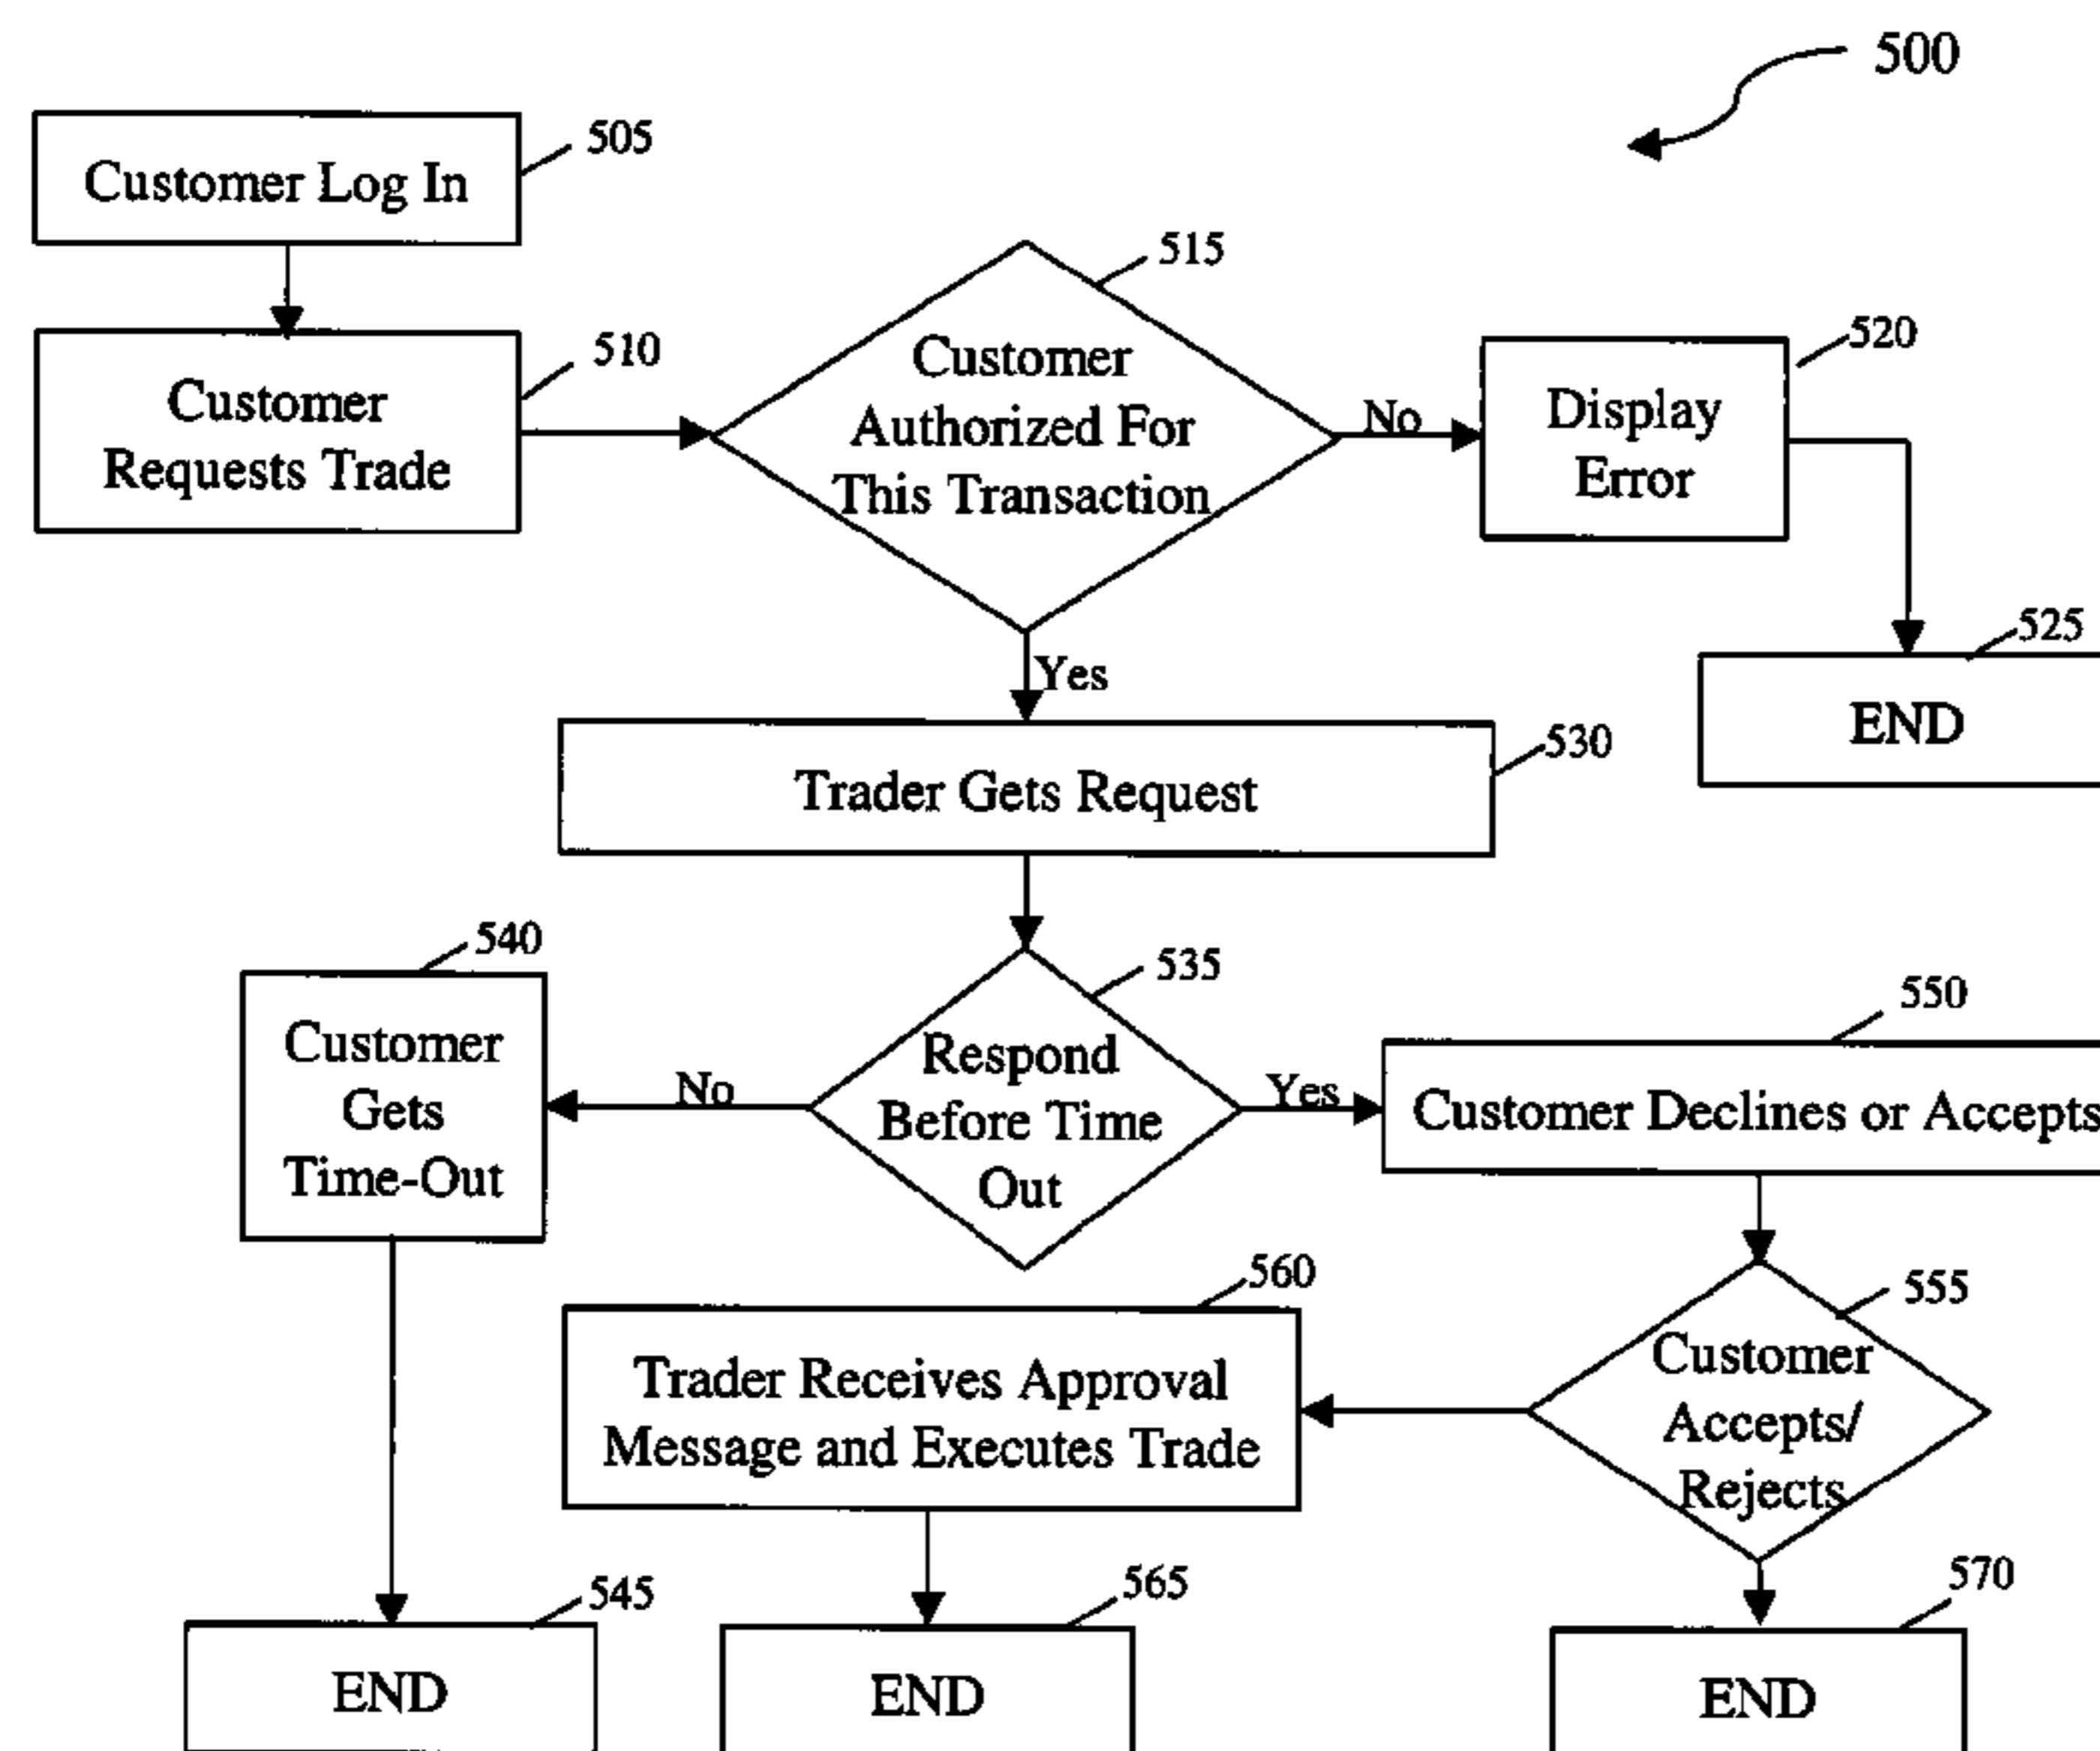 500
505
Customer Log In
510
Customer
Requests Trade
515
Customer
Authorized For
This Transaction
No
520
Display
Error
525
END
Yes
530
Trader Gets Request
535
Respond
Before Time
Out
No
540
Customer
Gets
Time-Out
545
END
Yes
550
Customer Declines or Accepts
555
Customer
Accepts/
Rejects
560
Trader Receives Approval
Message and Executes Trade
565
END
570
END